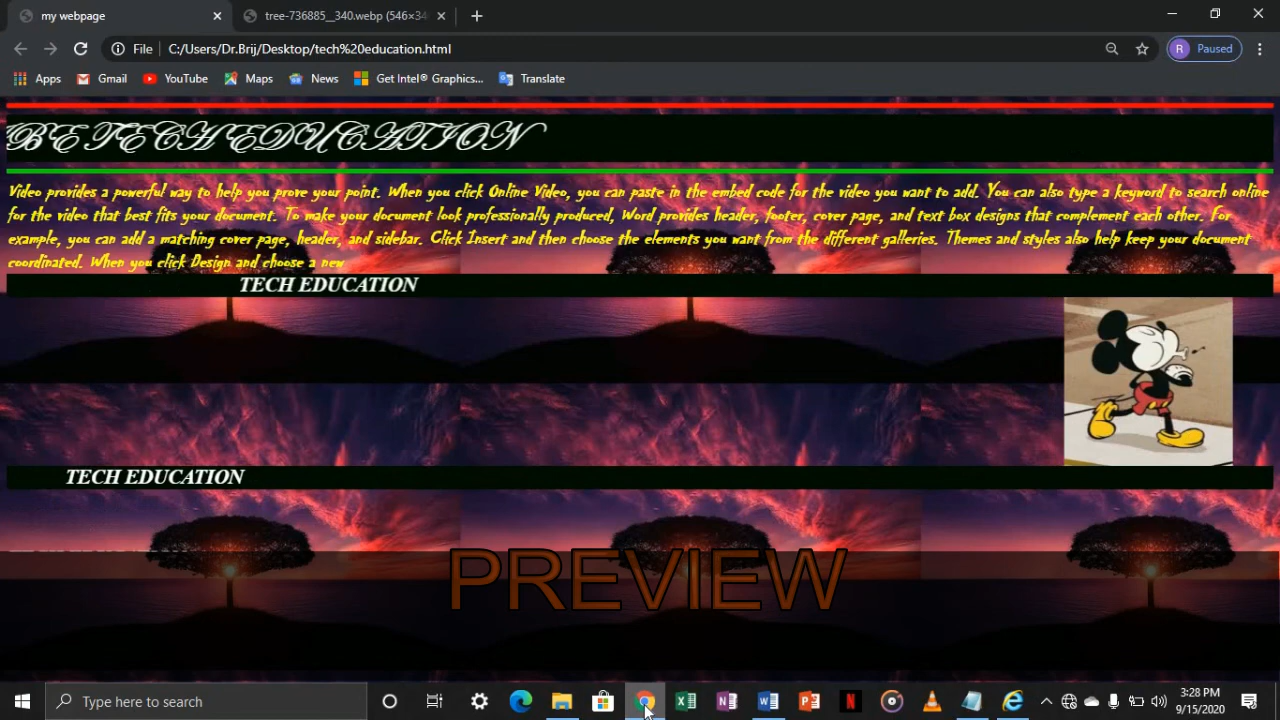 my webpage
tree-736885__340.webp (546×34
File C:/Users/Dr.Brij/Desktop/tech%20education.html
R Paused
Apps Gmail YouTube Maps News Get Intel® Graphics... Translate
BE TECH EDUCATION
Video provides a powerful way to help you prove your point. When you click Online Video, you can paste in the embed code for the video you want to add. You can also type a keyword to search online
for the video that best fits your document. To make your document look professionally produced, Word provides header, footer, cover page, and text box designs that complement each other. For
example, you can add a matching cover page, header, and sidebar. Click Insert and then choose the elements you want from the different galleries. Themes and styles also help keep your document
coordinated. When you click Design and choose a new
TECH EDUCATION
TECH EDUCATION
PREVIEW
Type here to search
3:28 PM
9/15/2020